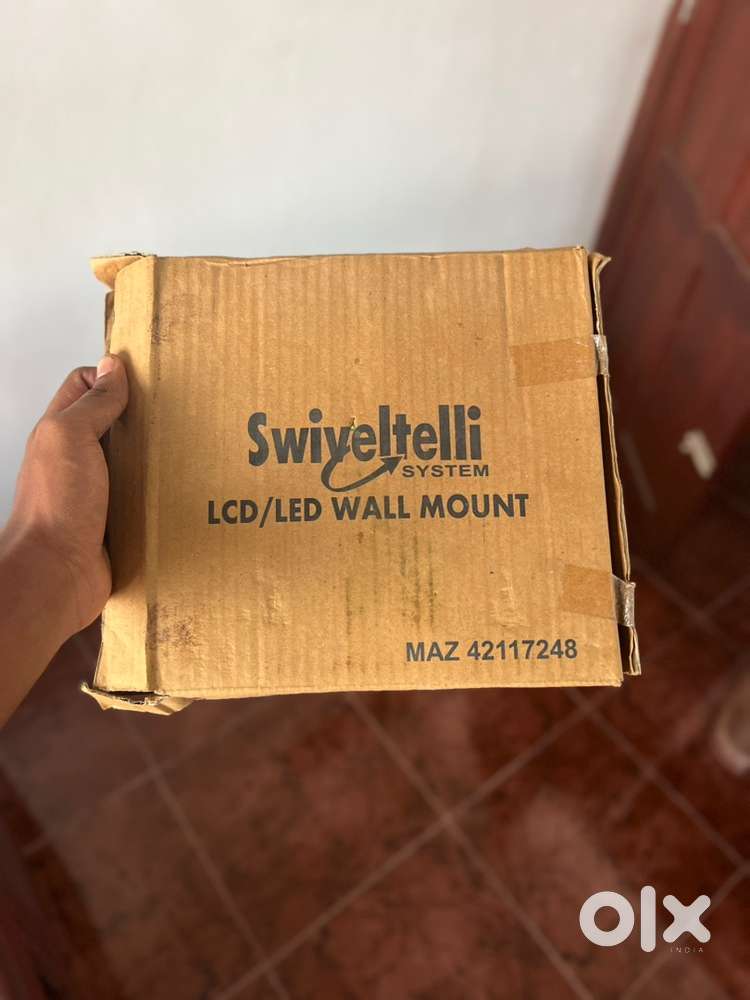 Swiveltelli
SYSTEM
LCD/LED WALL MOUNT
MAZ 42117248
olx
INDIA